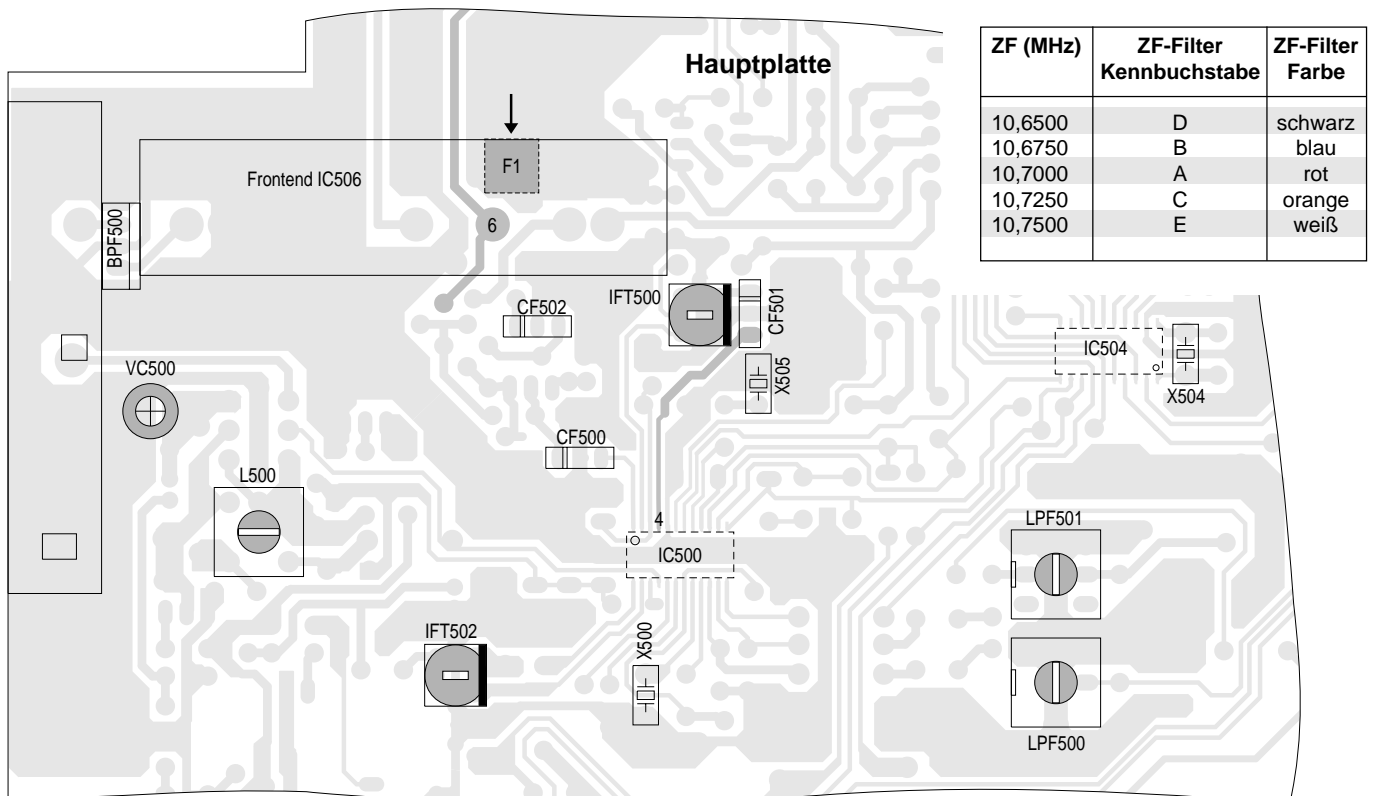 Hauptplatte
ZF (MHz) ZF-Filter Kennbuchstabe ZF-Filter Farbe
10,6500 D schwarz
10,6750 B blau
10,7000 A rot
10,7250 C orange
10,7500 E weiß
F1
Frontend IC506
6
BPF500
IFT500
CF501
CF502
X505
IC504
X504
VC500
CF500
L500
4
IC500
LPF501
IFT502
X500
LPF500